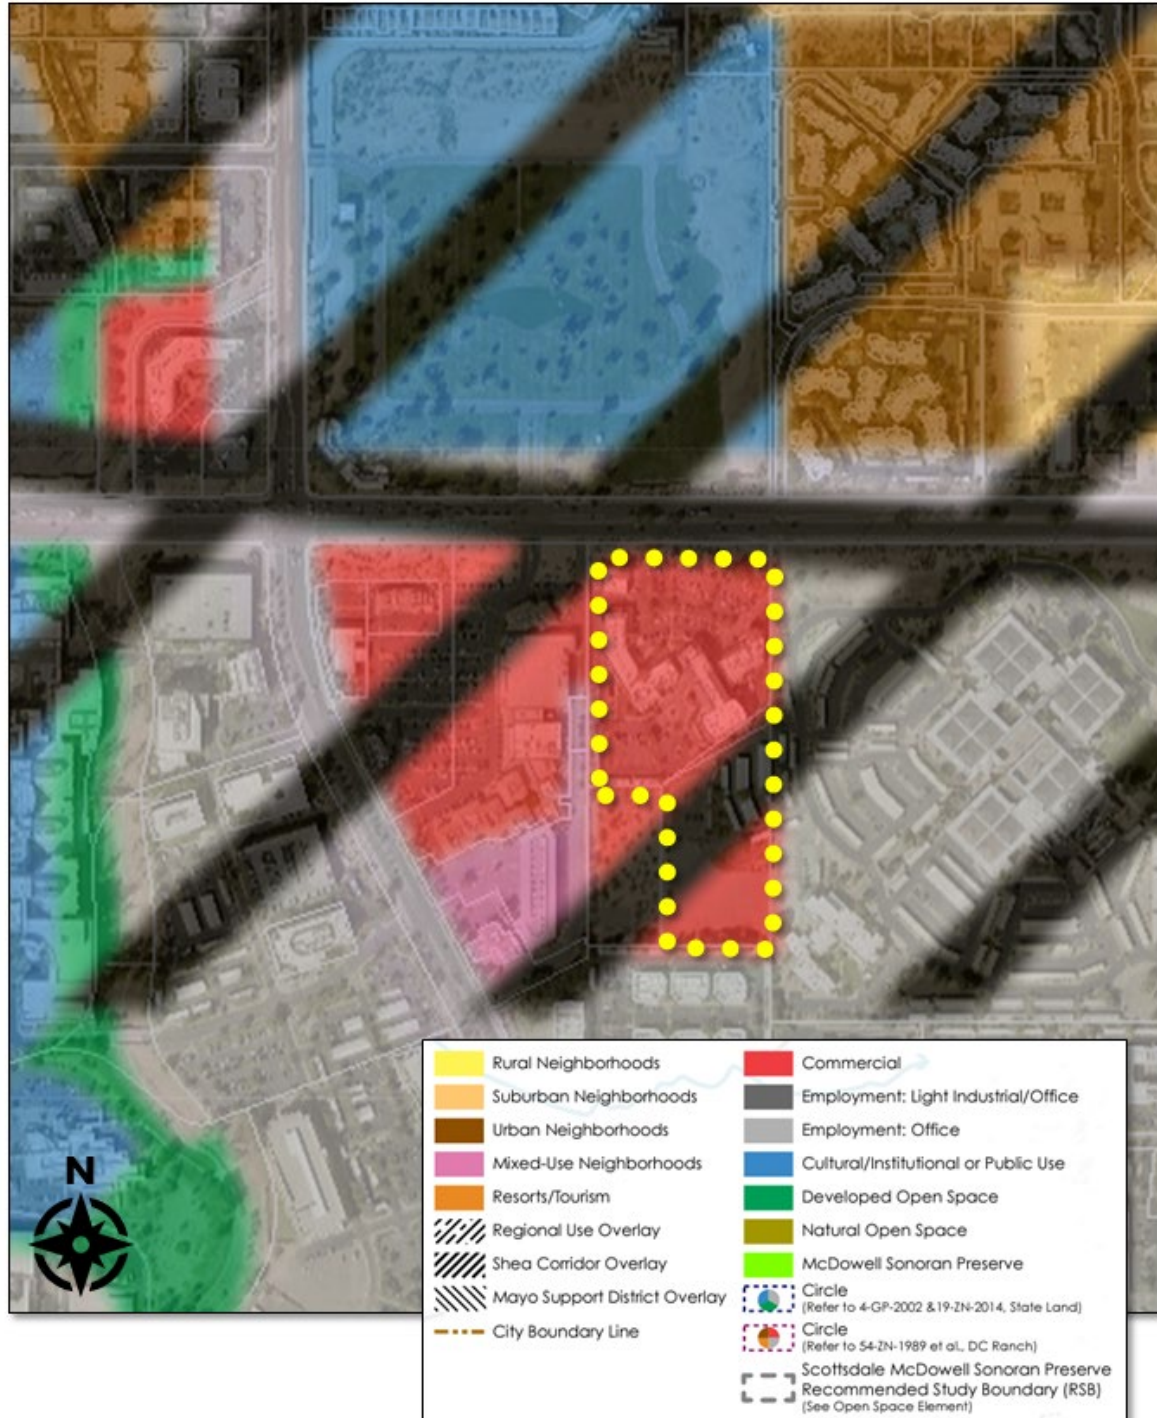 Rural Neighborhoods
Suburban Neighborhoods
Urban Neighborhoods
Mixed-Use Neighborhoods
Resorts/Tourism
Regional Use Overlay
Shea Corridor Overlay
Mayo Support District Overlay
City Boundary Line
Commercial
Employment: Light Industrial/Office
Employment: Office
Cultural/Institutional or Public Use
Developed Open Space
Natural Open Space
McDowell Sonoran Preserve
Circle
(Refer to 4-GP-2002 &19-ZN-2014, State Land)
Circle
(Refer to 54-ZN-1989 et al., DC Ranch)
Scottsdale McDowell Sonoran Preserve
Recommended Study Boundary (RSB)
(See Open Space Element)
N